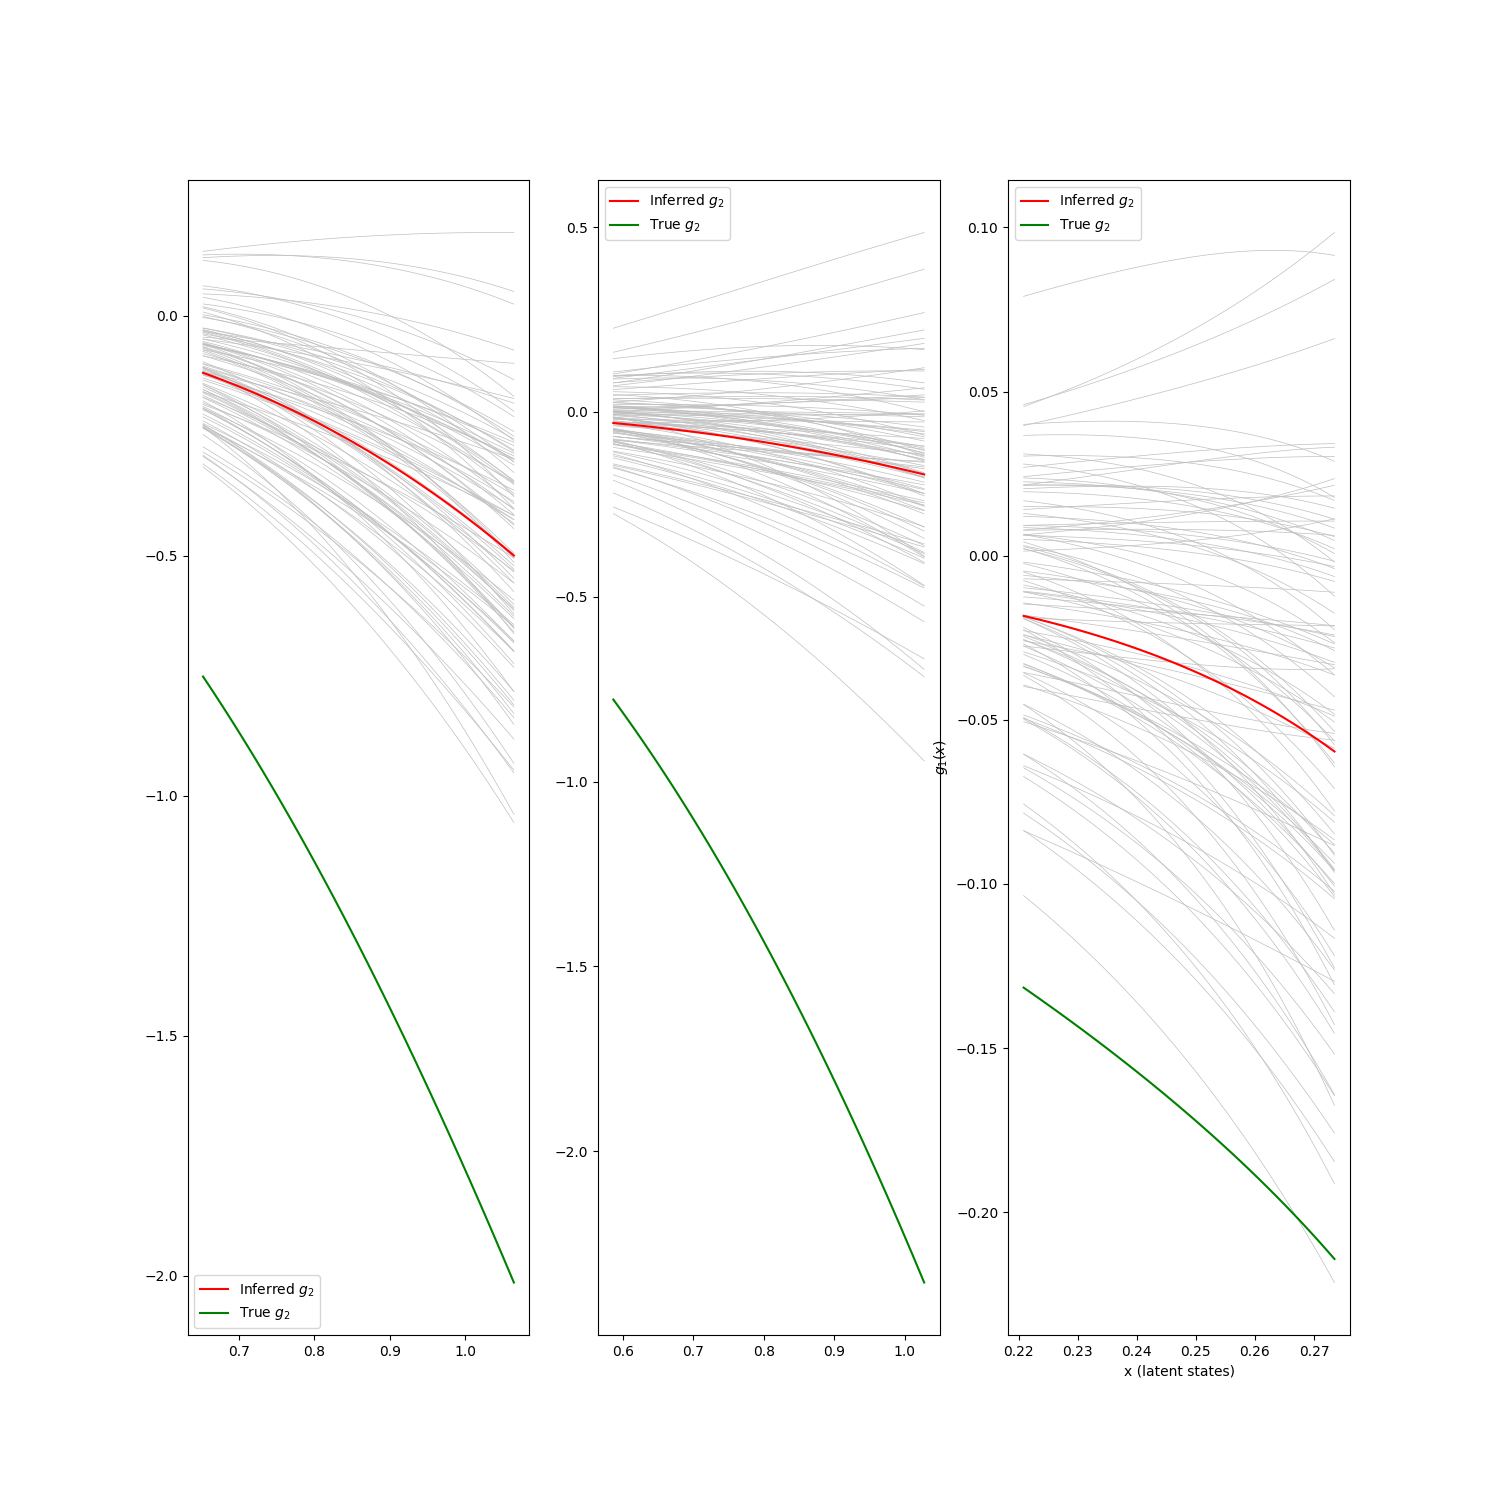 0.0
−0.5
−1.0
−1.5
−2.0
0.7 0.8 0.9 1.0
Inferred g₂
True g₂
0.5
0.0
−0.5
−1.0
−1.5
−2.0
0.6 0.7 0.8 0.9 1.0
Inferred g₂
True g₂
g₁(x)
0.10
0.05
0.00
−0.05
−0.10
−0.15
−0.20
0.22 0.23 0.24 0.25 0.26 0.27
x (latent states)
Inferred g₂
True g₂